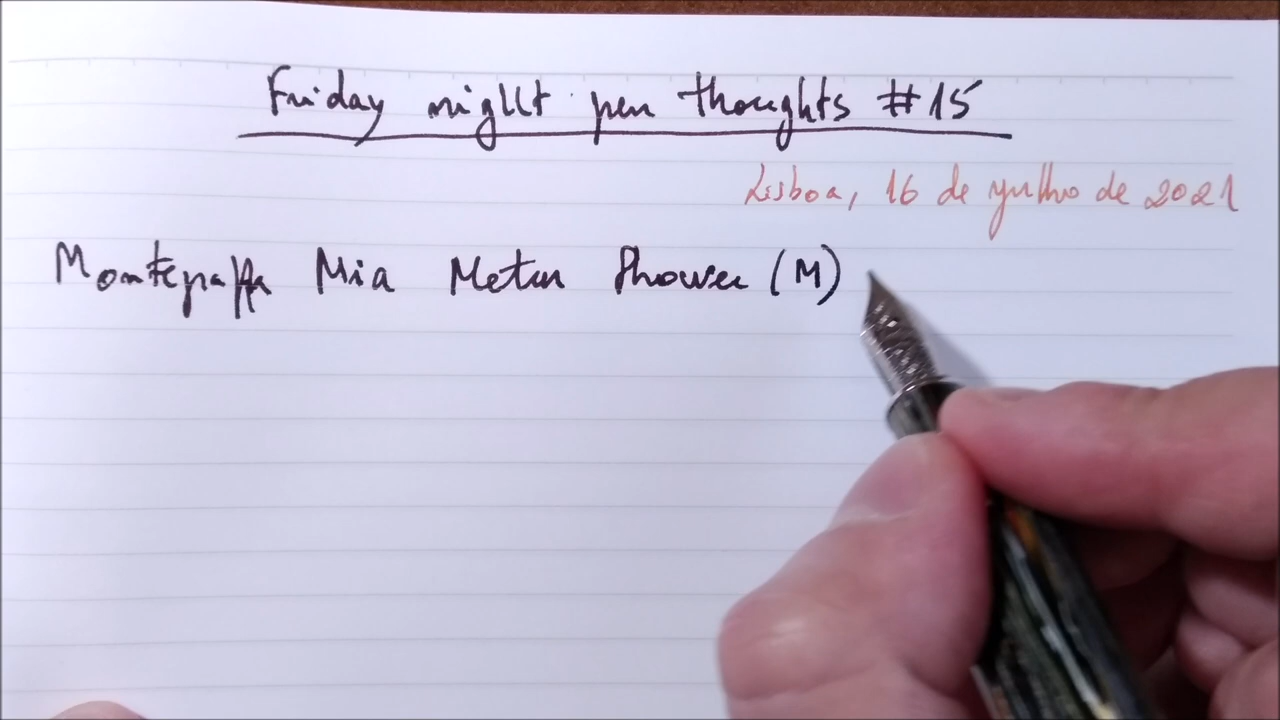 Friday night pen thoughts #15
Lisboa, 16 de julho de 2021
Montegrappa Mia Meteor Shower (M)